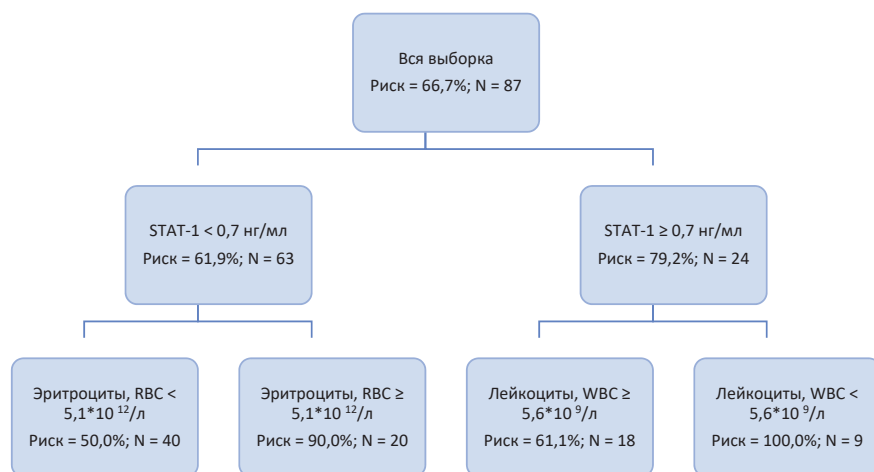 Вся выборка
Риск = 66,7%; N = 87
STAT-1 < 0,7 нг/мл
Риск = 61,9%; N = 63
STAT-1 ≥ 0,7 нг/мл
Риск = 79,2%; N = 24
Эритроциты, RBC <
5,1*10 ¹²/л
Риск = 50,0%; N = 40
Эритроциты, RBC ≥
5,1*10 ¹²/л
Риск = 90,0%; N = 20
Лейкоциты, WBC ≥
5,6*10 ⁹/л
Риск = 61,1%; N = 18
Лейкоциты, WBC <
5,6*10 ⁹/л
Риск = 100,0%; N = 9